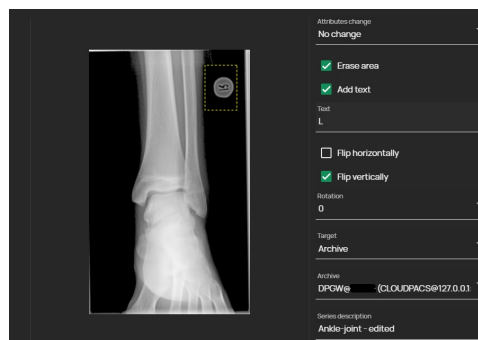 Attributes change
No change
Erase area
Add text
Text
L
Flip horizontally
Flip vertically
Rotation
0
Target
Archive
Archive
DPGW@ (CLOUDPACS@127.0.0.1:
Series description
Ankle-joint - edited